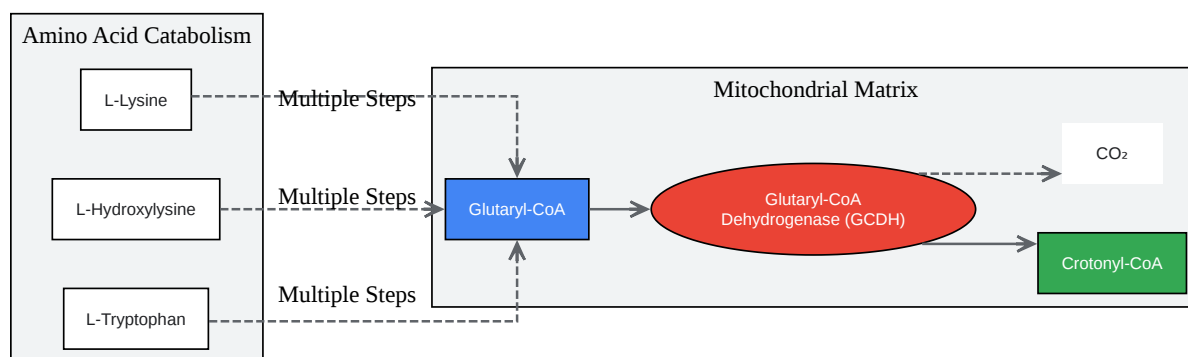 Amino Acid Catabolism
L-Lysine
Multiple Steps
Mitochondrial Matrix
CO₂
L-Hydroxylysine
Multiple Steps
Glutaryl-CoA
Glutaryl-CoA
Dehydrogenase (GCDH)
Crotonyl-CoA
L-Tryptophan
Multiple Steps